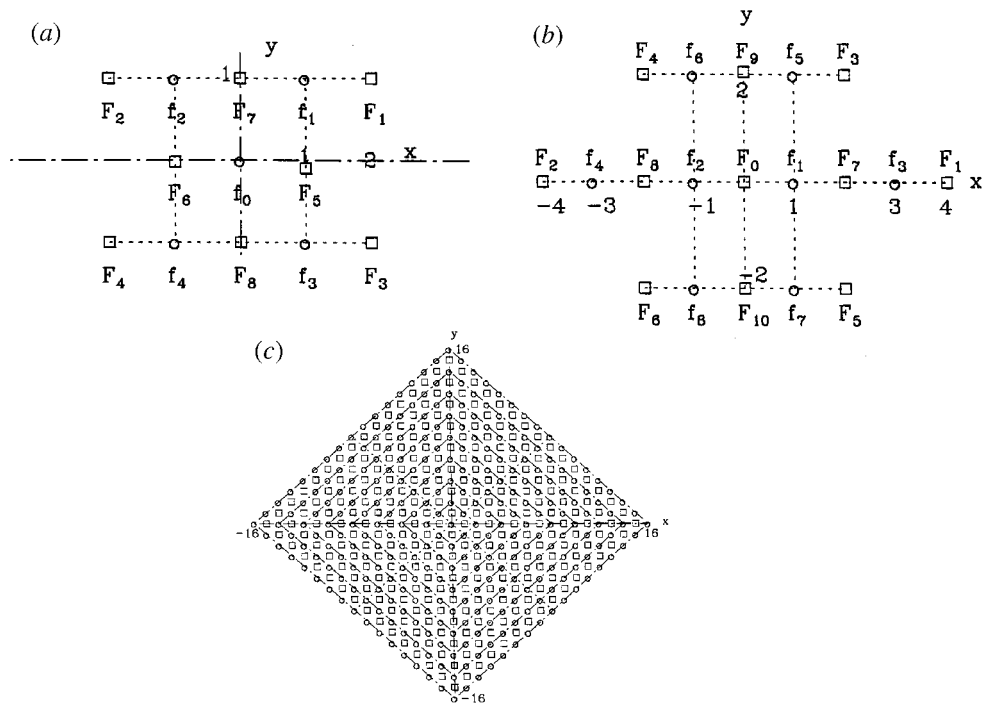 (a)
y
1
F2 f2 F7 f1 F1
1 2 x
F6 f0 F5
F4 f4 F8 f3 F3
(b)
y
F4 f6 F9 f5 F3
2
F2 f4 F8 f2 F0 f1 F7 f3 F1
x
-4 -3 -1 1 3 4
-2
F6 f8 F10 f7 F5
(c)
y
16
x
-16 16
-16